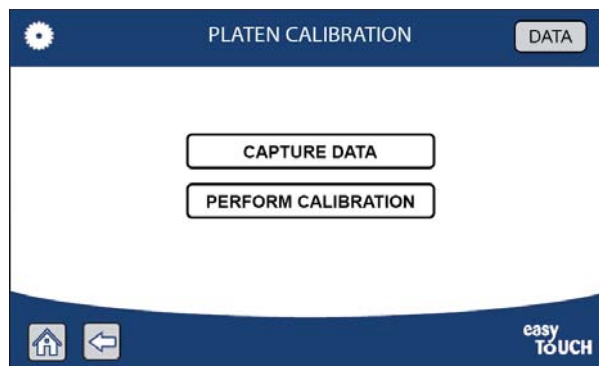 PLATEN CALIBRATION
DATA
CAPTURE DATA
PERFORM CALIBRATION
easy
TOUCH